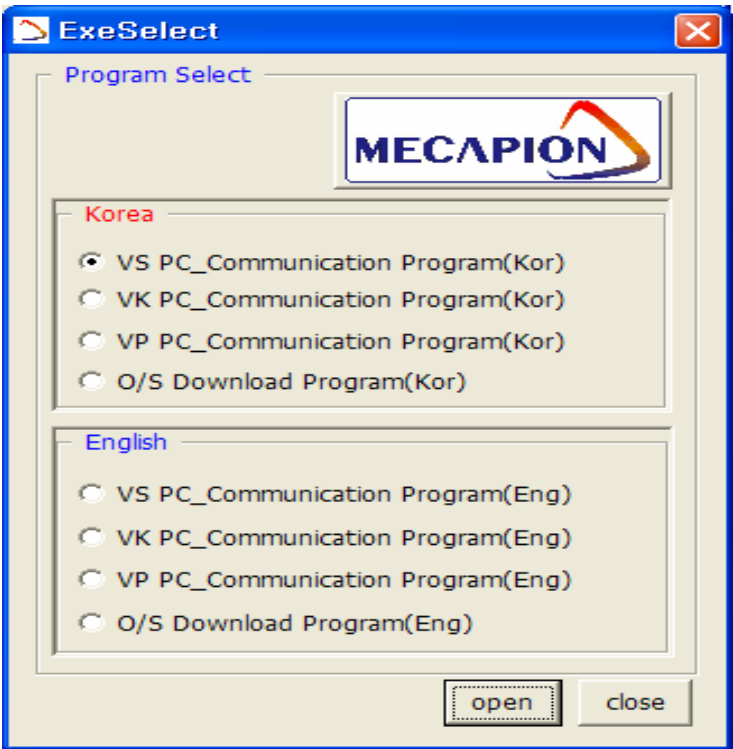 ExeSelect
Program Select
MECAPION
Korea
VS PC_Communication Program(Kor)
VK PC_Communication Program(Kor)
VP PC_Communication Program(Kor)
O/S Download Program(Kor)
English
VS PC_Communication Program(Eng)
VK PC_Communication Program(Eng)
VP PC_Communication Program(Eng)
O/S Download Program(Eng)
open close